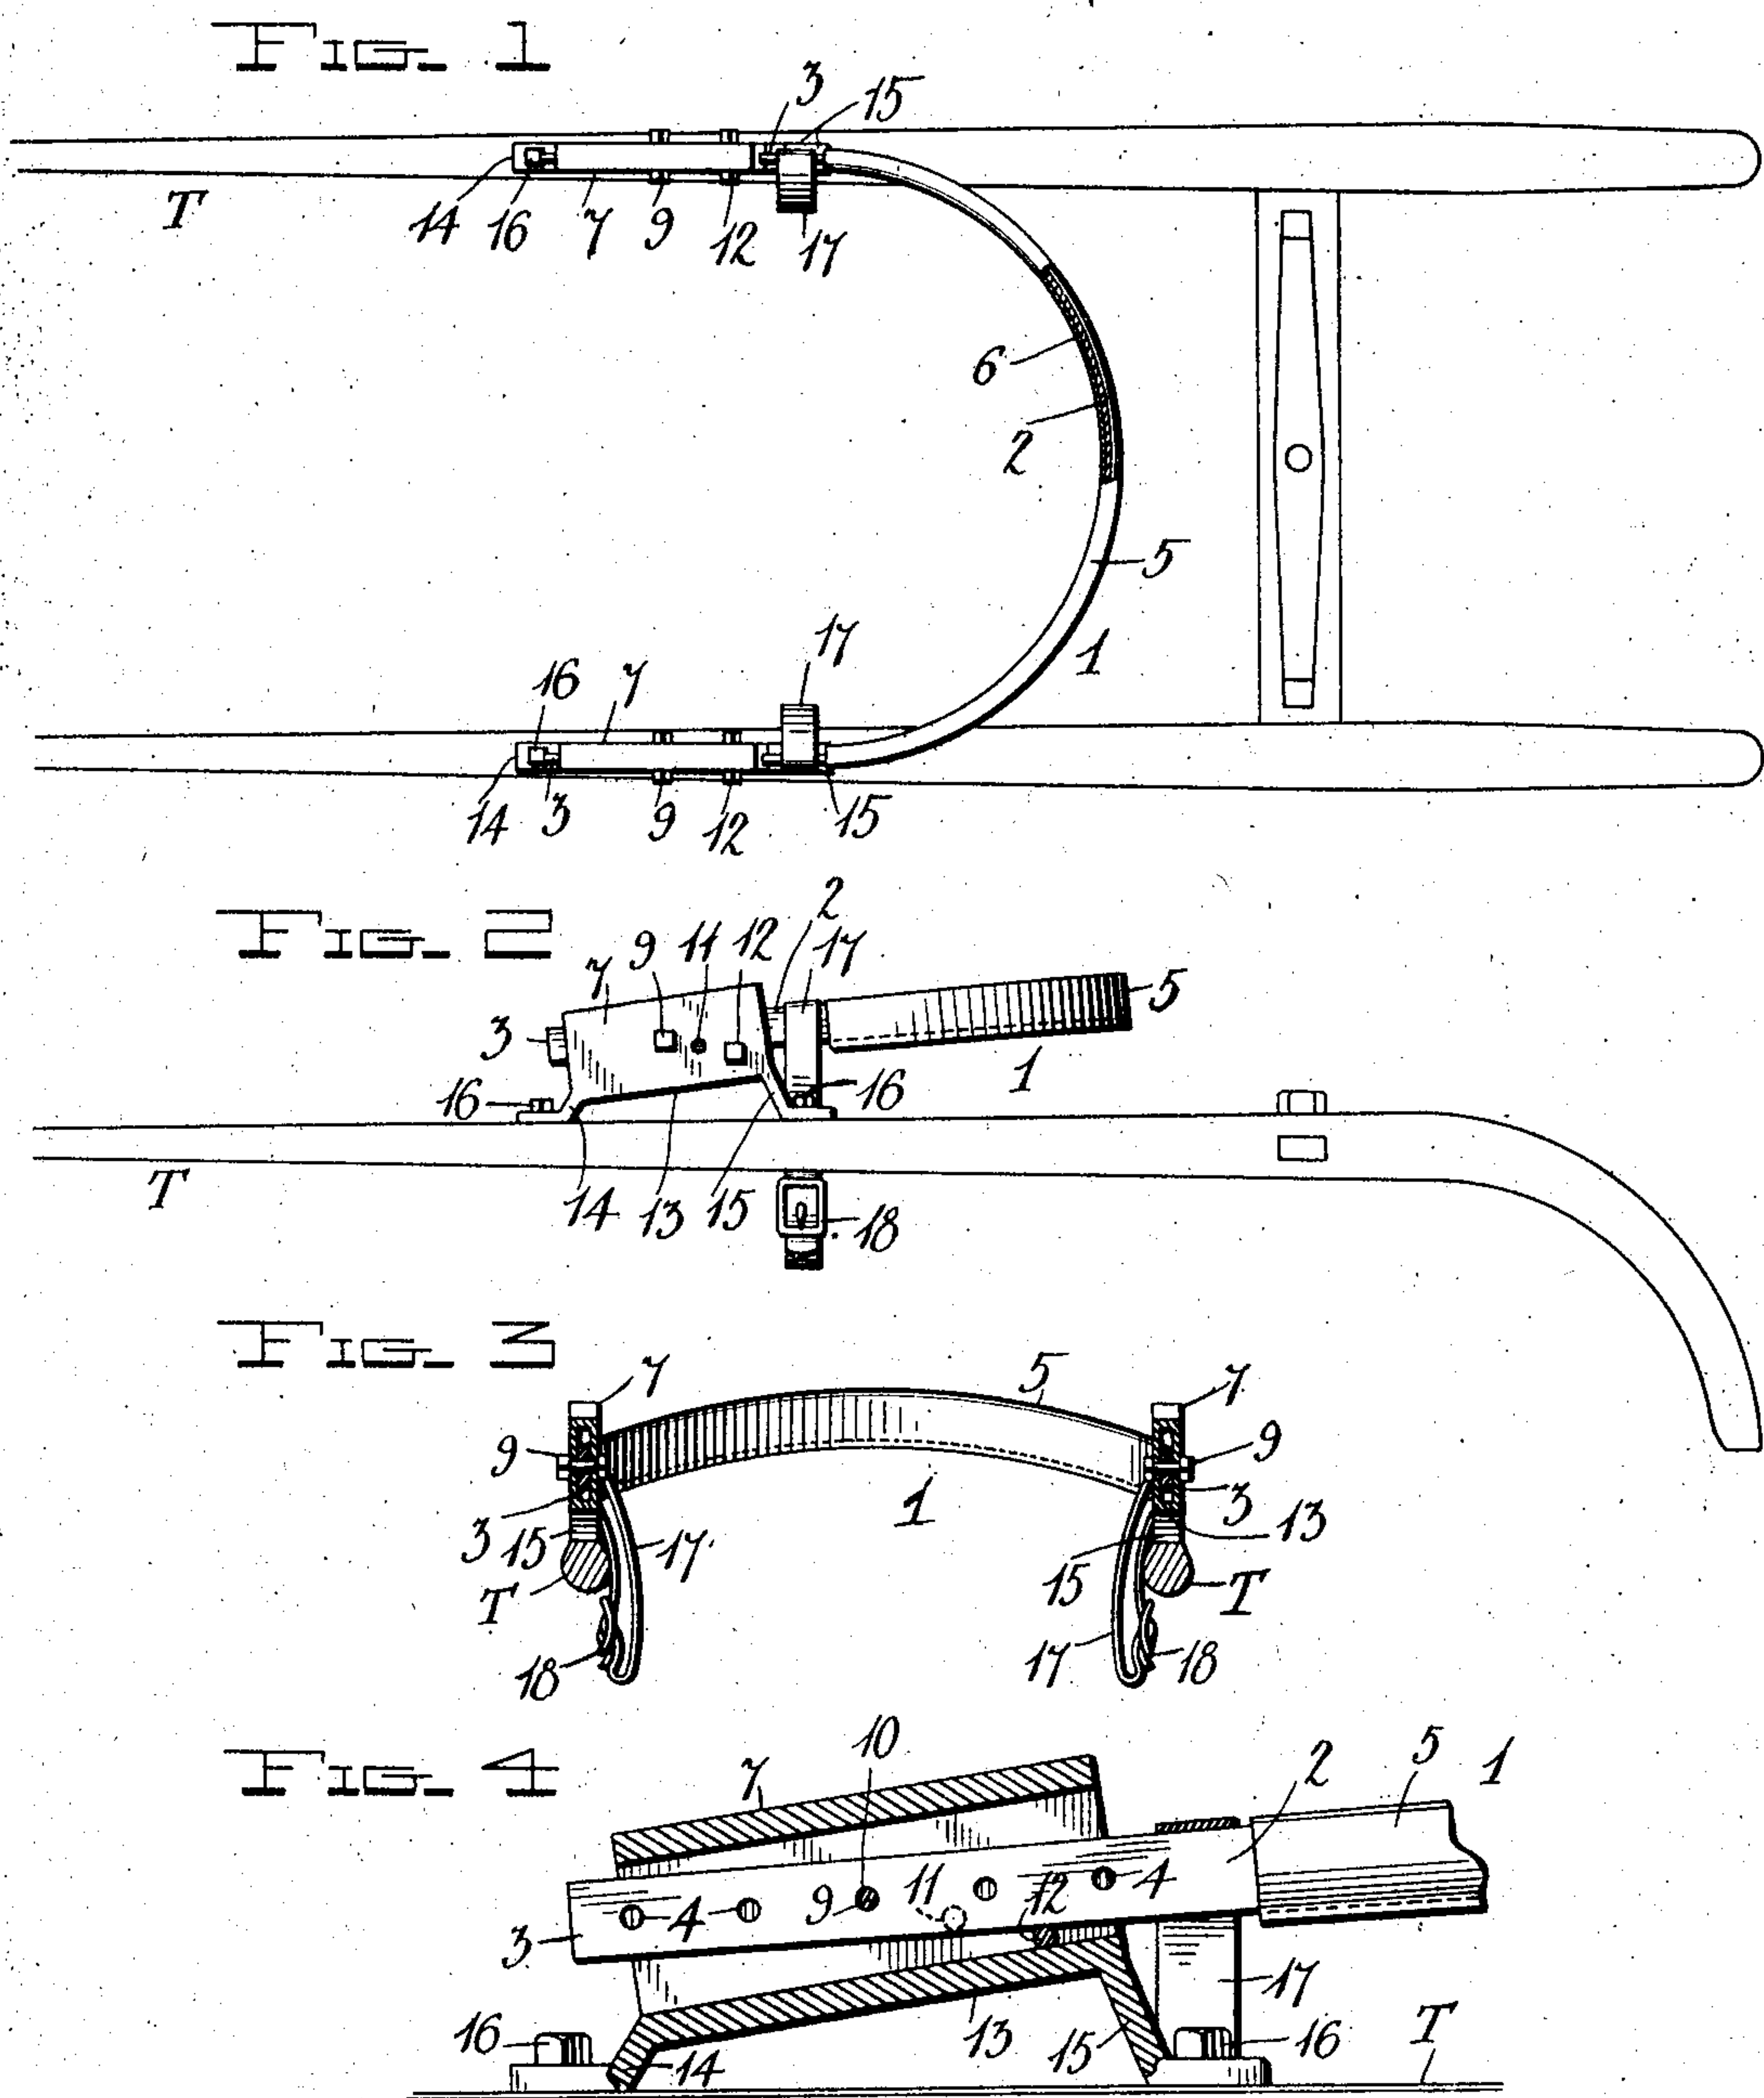 FIG. 1
3 15
T 14 16 7 9 12 17
6
2
5
17
1
16 7
14 3 9 12 15
FIG. 2
2
9 11 12 17
7
5
3
1
16 16
T 14 13 15 18
FIG. 3
7 5 7
9 9
1
3 3
15 17 13
15
T T
18 17 18
FIG. 4
10 2 5 1
7
11 12 4
4 9
3
17
16 14 13 15 16 T